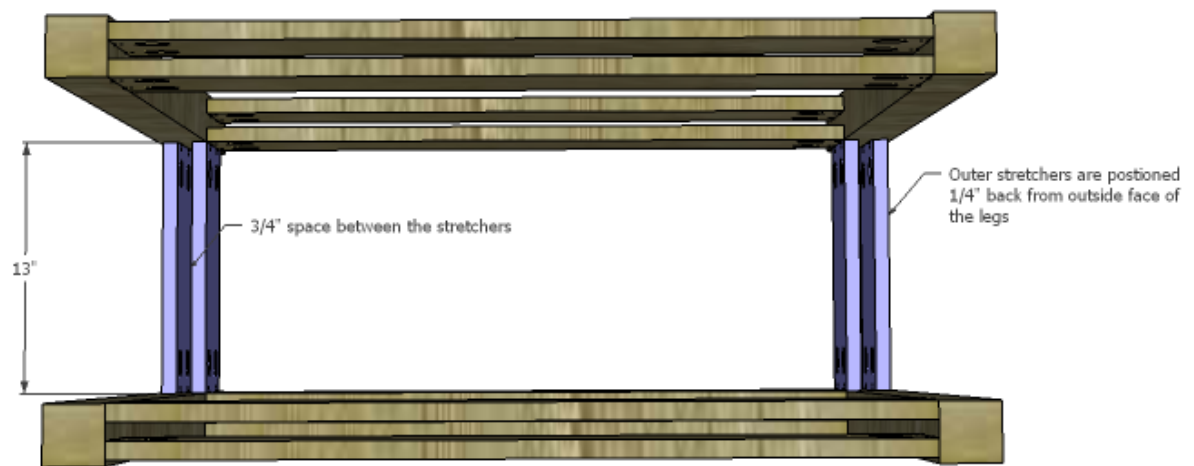 Outer stretchers are postioned
1/4" back from outside face of
the legs
3/4" space between the stretchers
13"